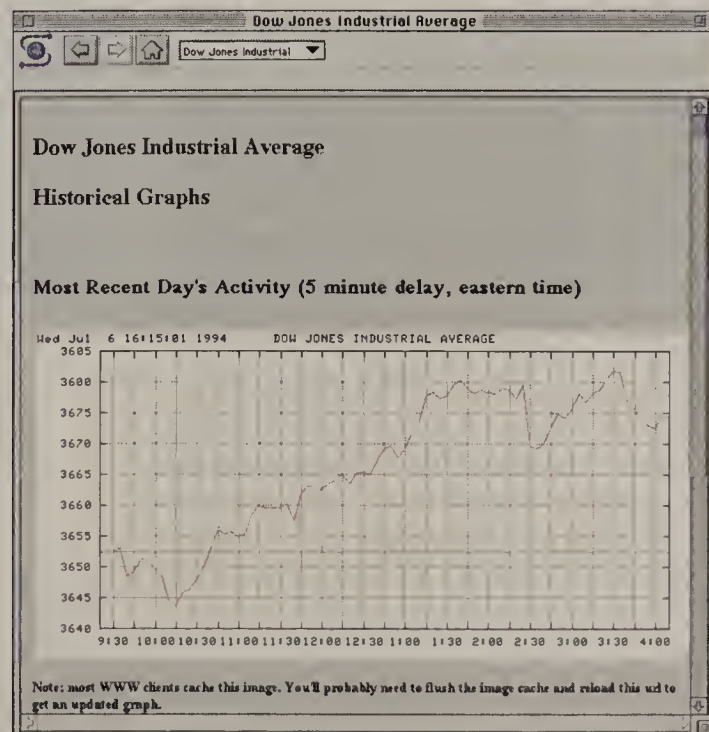 Dow Jones Industrial Average
Dow Jones Industrial
Dow Jones Industrial Average
Historical Graphs
Most Recent Day's Activity (5 minute delay, eastern time)
Wed Jul 6 16:15:01 1994 DOW JONES INDUSTRIAL AVERAGE
3685
3680
3675
3670
3665
3660
3655
3650
3645
3640
9:30 10:00 10:30 11:00 11:30 12:00 12:30 1:00 1:30 2:00 2:30 3:00 3:30 4:00
Note: most WWW clients cache this image. You'll probably need to flush the image cache and reload this url to
get an updated graph.